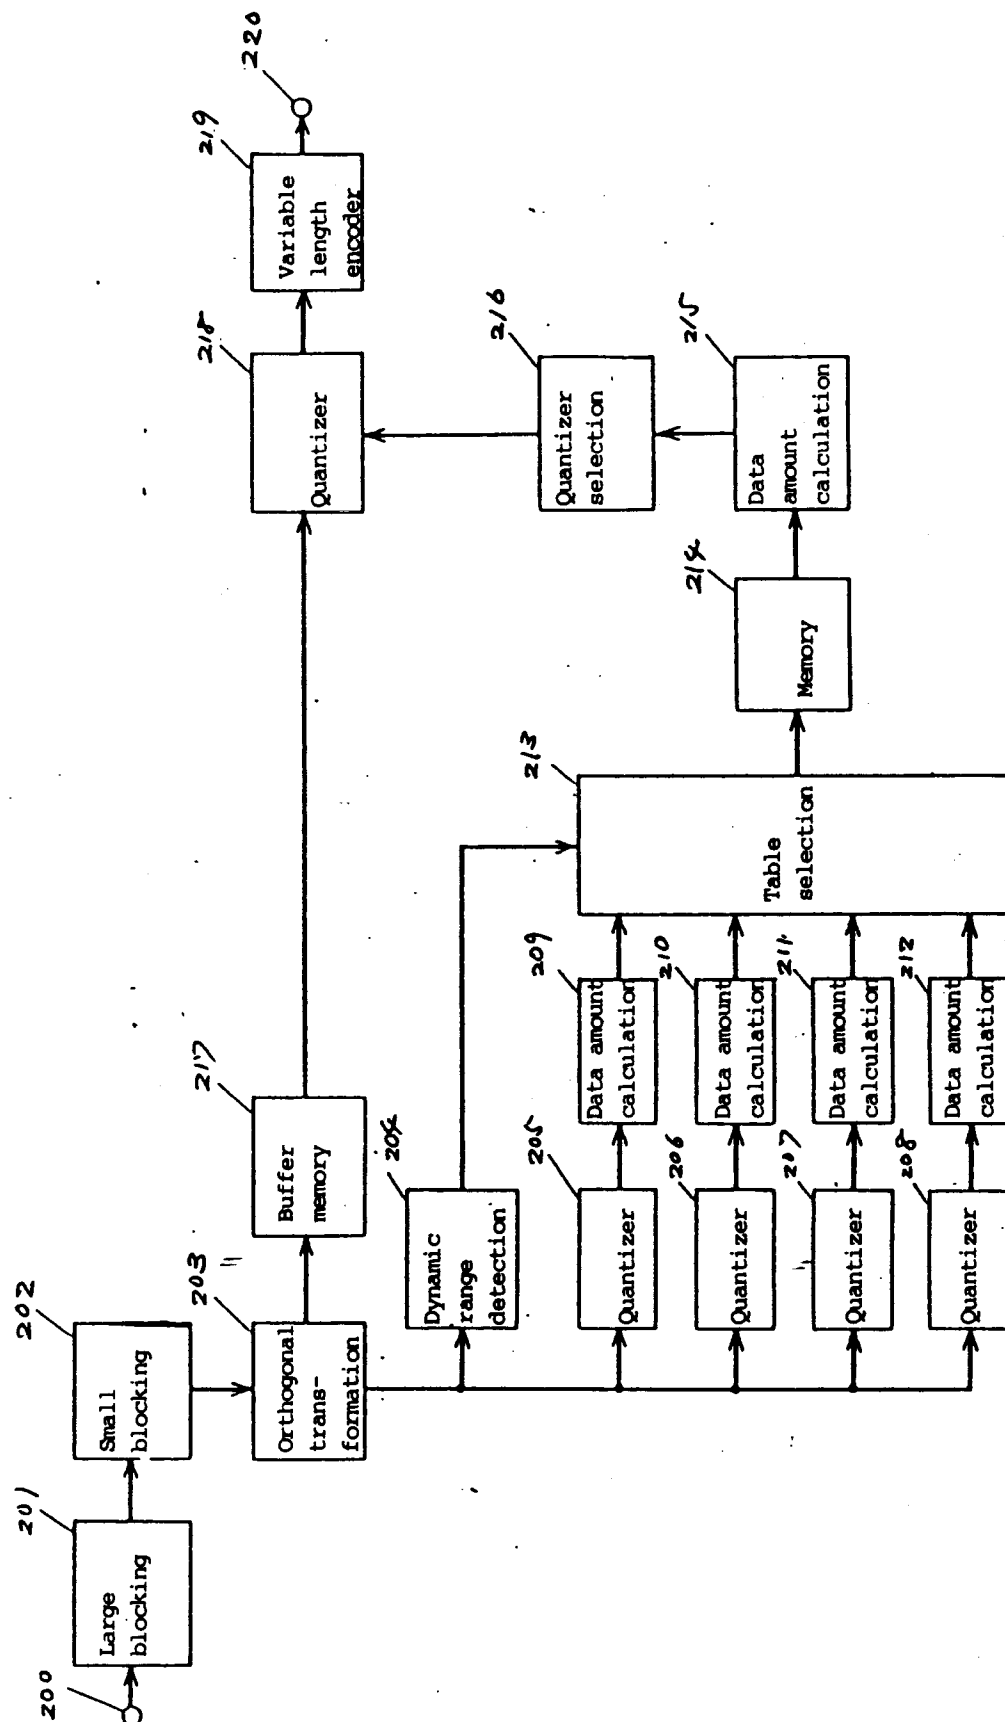 200
201
Large
blocking
202
Small
blocking
203
Orthogonal
trans-
formation
217
Buffer
memory
218
Quantizer
219
Variable
length
encoder
220
204
Dynamic
range
detection
205
Quantizer
206
Quantizer
207
Quantizer
208
Quantizer
209
Data amount
calculation
210
Data amount
calculation
211
Data amount
calculation
212
Data amount
calculation
213
Table
selection
214
Memory
215
Data
amount
calculation
216
Quantizer
selection